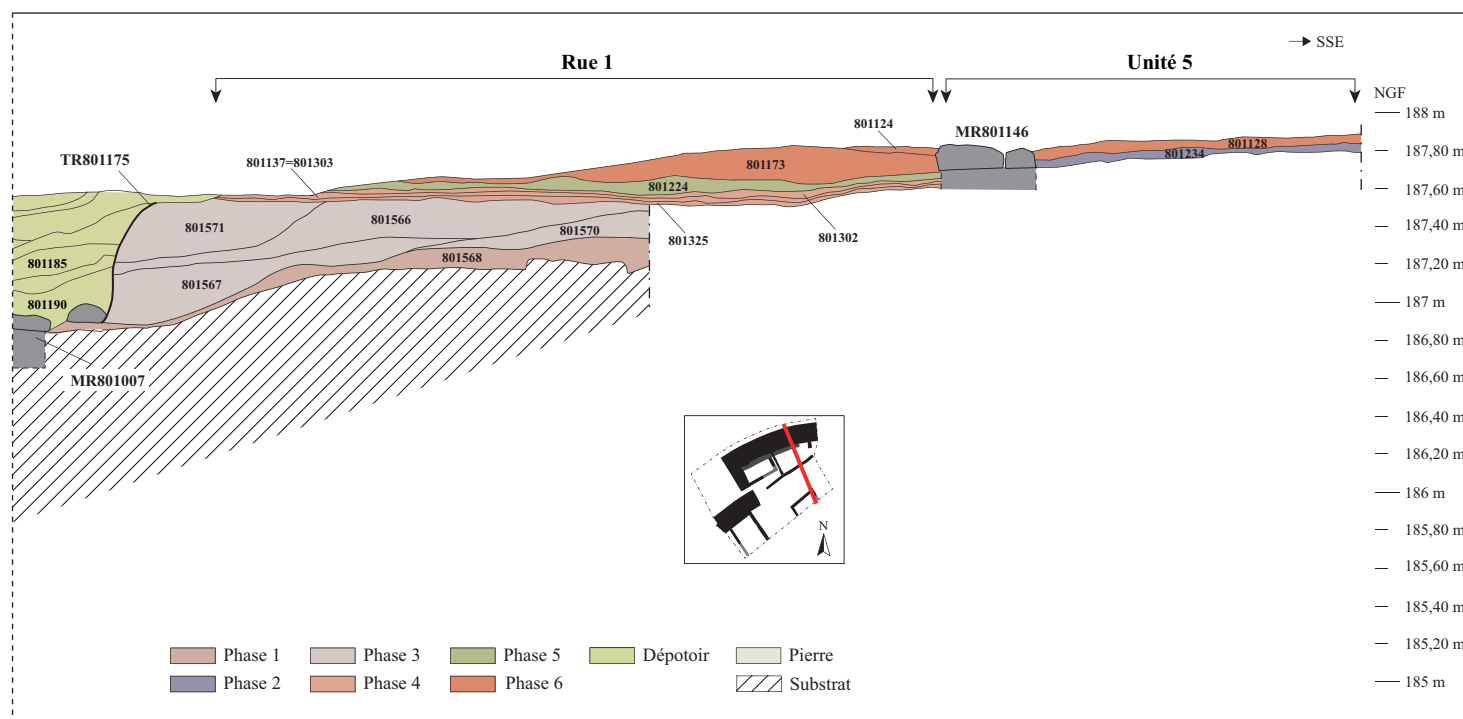 SSE
Rue 1
Unité 5
NGF
188 m
801124
MR801146
TR801175
801137=801303
801173
801128
801234
187,80 m
801224
187,60 m
801571
801566
801570
801325
801302
187,40 m
801185
801568
187,20 m
801567
801190
187 m
186,80 m
MR801007
186,60 m
186,40 m
186,20 m
186 m
N
185,80 m
185,60 m
185,40 m
185,20 m
Phase 1
Phase 3
Phase 5
Dépotoir
Pierre
Phase 2
Phase 4
Phase 6
Substrat
185 m